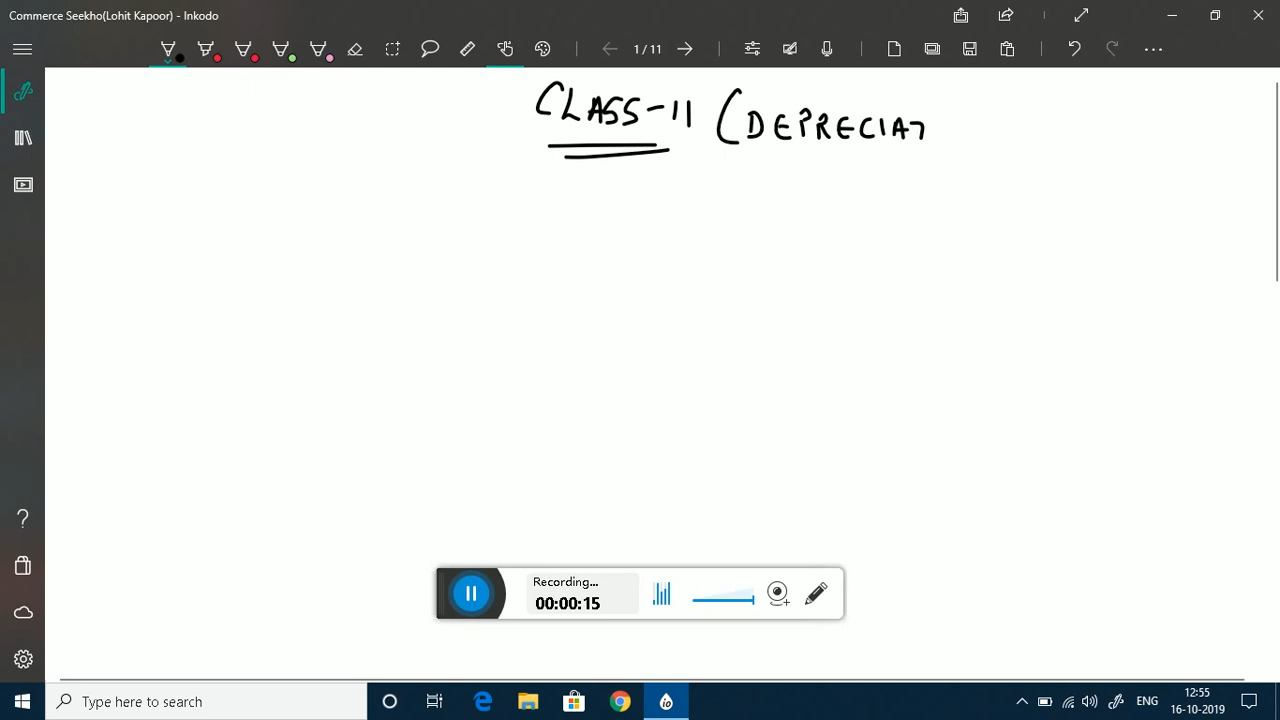 Commerce Seekho(Lohit Kapoor) - Inkodo
1 / 11
CLASS-11 (DEPRECIAT
Recording...
00:00:15
Type here to search
ENG
12:55
16-10-2019